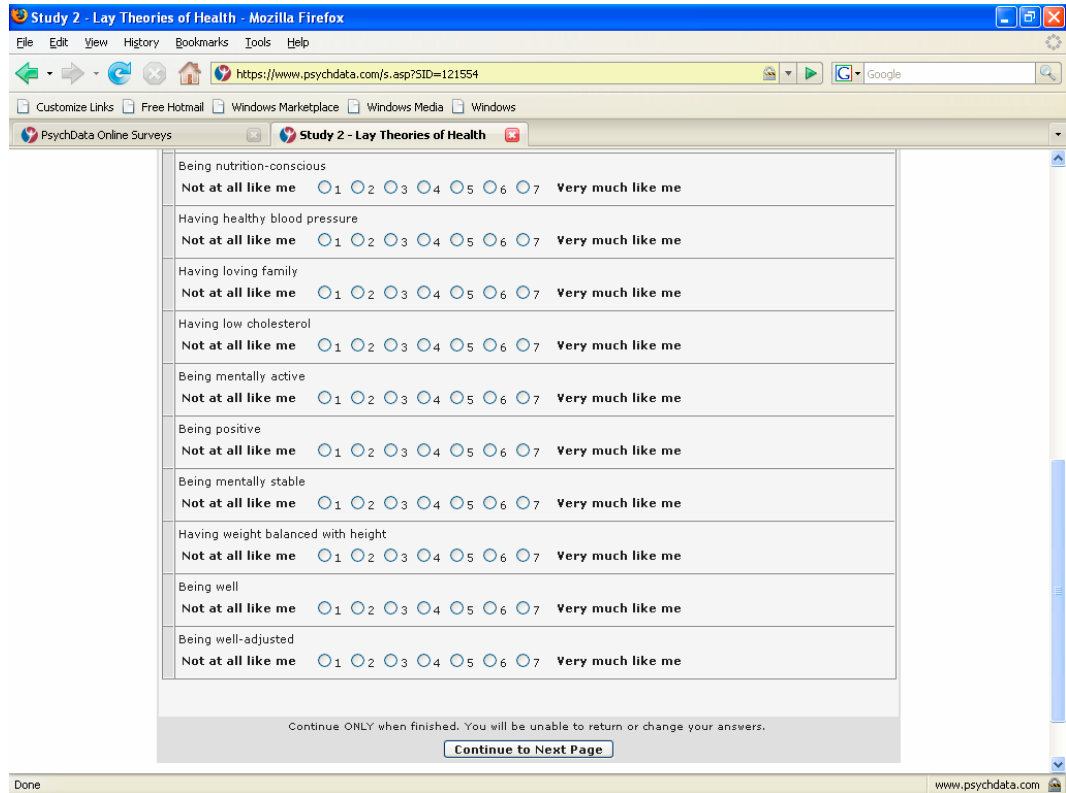 Study 2 - Lay Theories of Health - Mozilla Firefox
File Edit View History Bookmarks Tools Help
https://www.psychdata.com/s.asp?SID=121554 G Google
Customize Links Free Hotmail Windows Marketplace Windows Media Windows
PsychData Online Surveys Study 2 - Lay Theories of Health
Being nutrition-conscious
Not at all like me 1 2 3 4 5 6 7 Very much like me
Having healthy blood pressure
Not at all like me 1 2 3 4 5 6 7 Very much like me
Having loving family
Not at all like me 1 2 3 4 5 6 7 Very much like me
Having low cholesterol
Not at all like me 1 2 3 4 5 6 7 Very much like me
Being mentally active
Not at all like me 1 2 3 4 5 6 7 Very much like me
Being positive
Not at all like me 1 2 3 4 5 6 7 Very much like me
Being mentally stable
Not at all like me 1 2 3 4 5 6 7 Very much like me
Having weight balanced with height
Not at all like me 1 2 3 4 5 6 7 Very much like me
Being well
Not at all like me 1 2 3 4 5 6 7 Very much like me
Being well-adjusted
Not at all like me 1 2 3 4 5 6 7 Very much like me
Continue ONLY when finished. You will be unable to return or change your answers.
Continue to Next Page
Done www.psychdata.com